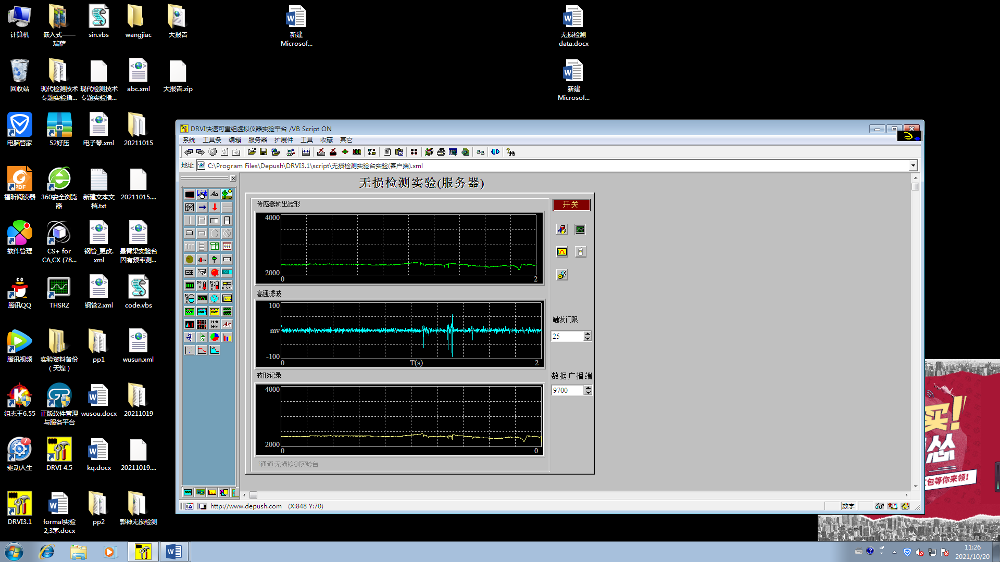 计算机
嵌入式——
瑞萨
sin.vbs
wangjiac
大报告
新建
Microsof...
无损检测
data.docx
回收站
现代检测技术
专题实验指...
现代检测技术
专题实验指...
abc.xml
大报告.zip
新建
Microsof...
电脑管家
52好压
电子琴.xml
20211015
福昕阅读器
360安全浏览
器
新建文本文
档.txt
20211015....
软件管理
CS+ for
CA,CX (78...
钢管_更改.
xml
悬臂梁实验台
固有频率测...
腾讯QQ
THSRZ
钢管2.xml
code.vbs
腾讯视频
实验资料备份
（天煌）
pp1
wusun.xml
组态王6.55
正版软件管理
与服务平台
wusou.docx
20211019
驱动人生
DRVI 4.5
kq.docx
20211019....
DRVI3.1
formal实验
2,3茅.docx
pp2
郭神无损检测
DRVI快速可重组虚拟仪器实验平台 /VB Script ON
系统 工具条 编辑 服务器 扩展件 工具 收藏 其它
地址 C:\Program Files\Depush\DRVI3.1\script\无损检测实验台实验(客户端).xml
无损检测实验(服务器)
传感器输出波形
开关
4000
2000
0 2
高通滤波
100
mv
-100
0 T(s) 2
触发门限
25
波形记录
数据广播端
9700
4000
2000
0 0
通道:无损检测实验台
http://www.depush.com (X:848 Y:70)
数字
买!
怂
包等你来领!
11:26
2021/10/20